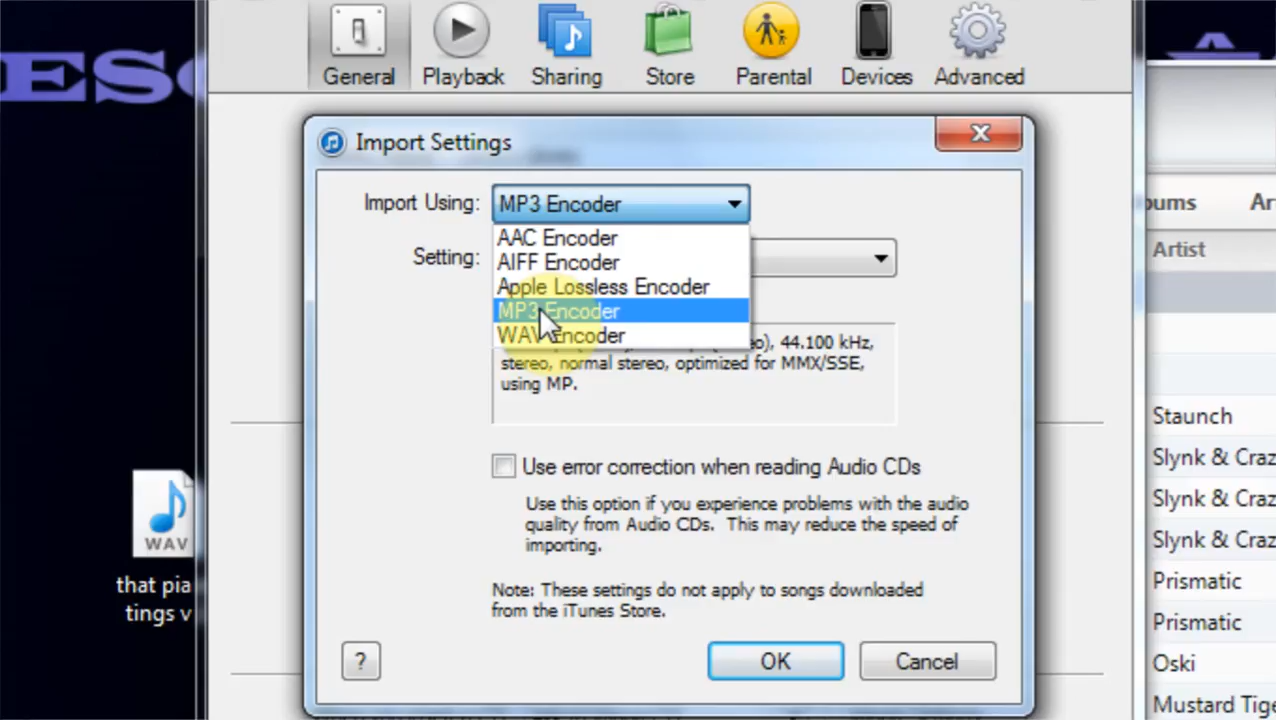 ESC
General Playback Sharing Store Parental Devices Advanced
Import Settings
Import Using: MP3 Encoder
AAC Encoder
AIFF Encoder
Apple Lossless Encoder
MP3 Encoder
WAV Encoder
Setting:
44.100 kHz,
stereo, normal stereo, optimized for MMX/SSE,
using MP.
Use error correction when reading Audio CDs
Use this option if you experience problems with the audio
quality from Audio CDs. This may reduce the speed of
importing.
Note: These settings do not apply to songs downloaded
from the iTunes Store.
? OK Cancel
WAV
that pia
tings v
bums Ar
Artist
Staunch
Slynk & Craz
Slynk & Craz
Slynk & Craz
Prismatic
Prismatic
Oski
Mustard Tige